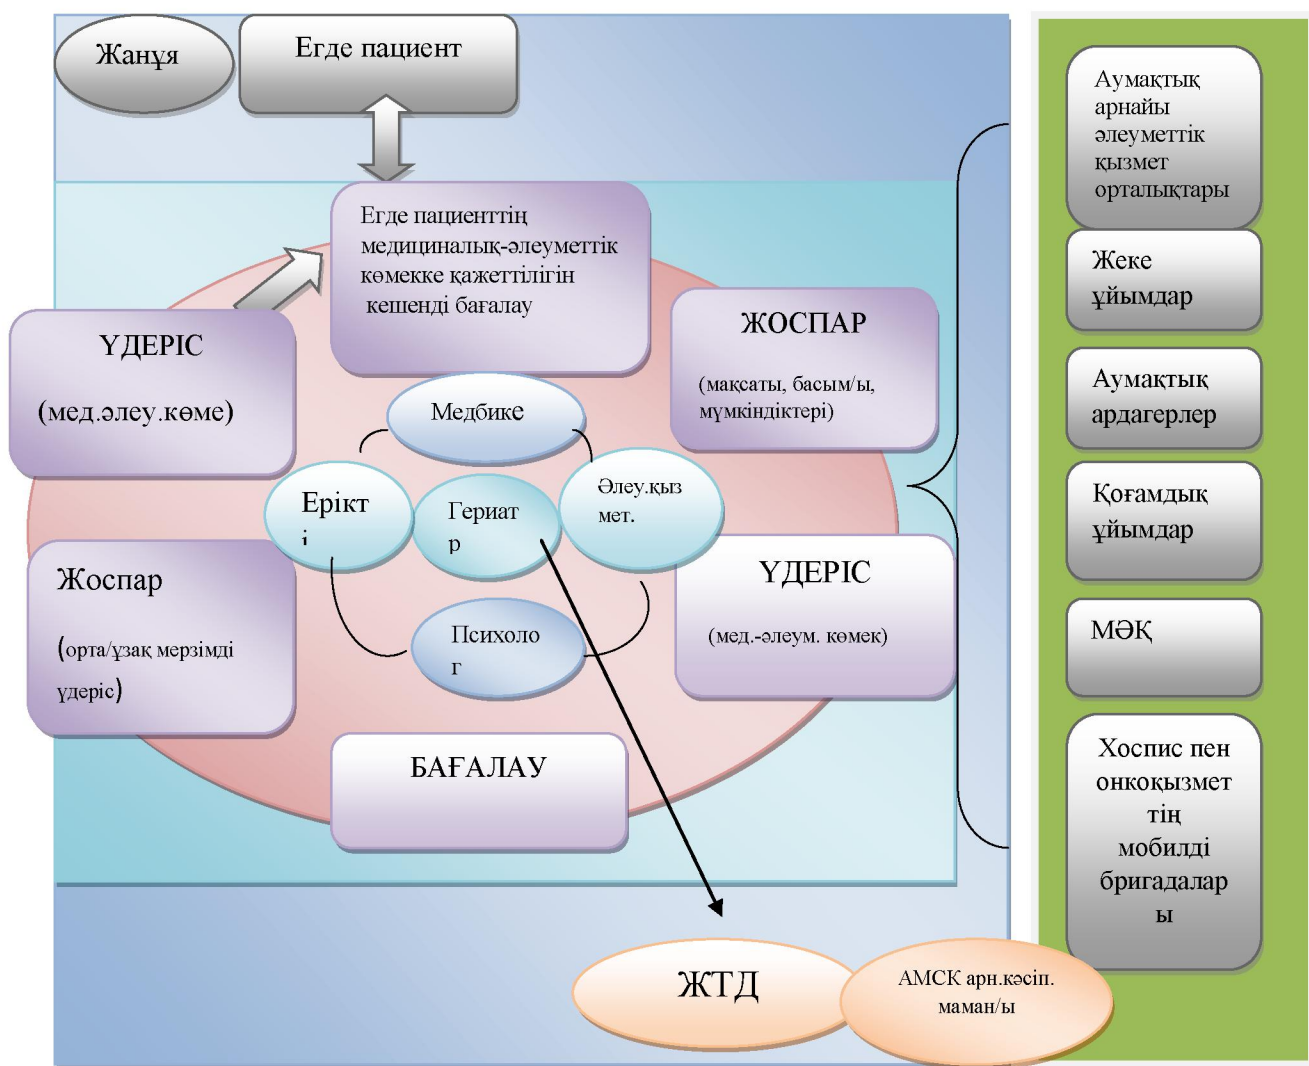 Жанұя
Егде пациент
Егде пациенттің
медициналық-әлеуметтік
көмекке қажеттілігін
кешенді бағалау
ҮДЕРІС
(мед.әлеу.көме)
ЖОСПАР
(мақсаты, басым/ы,
мүмкіндіктері)
Медбике
Ерікт
і
Гериат
р
Әлеу.қыз
мет.
Психоло
г
Жоспар
(орта/ұзақ мерзімді
үдеріс)
ҮДЕРІС
(мед.-әлеум. көмек)
БАҒАЛАУ
ЖТД
АМСК арн.кәсіп.
маман/ы
Аумақтық
арнайы
әлеуметтік
қызмет
орталықтары
Жеке
ұйымдар
Аумақтық
ардагерлер
Қоғамдық
ұйымдар
МӘҚ
Хоспис пен
онкоқызмет
тің
мобилді
бригадалар
ы